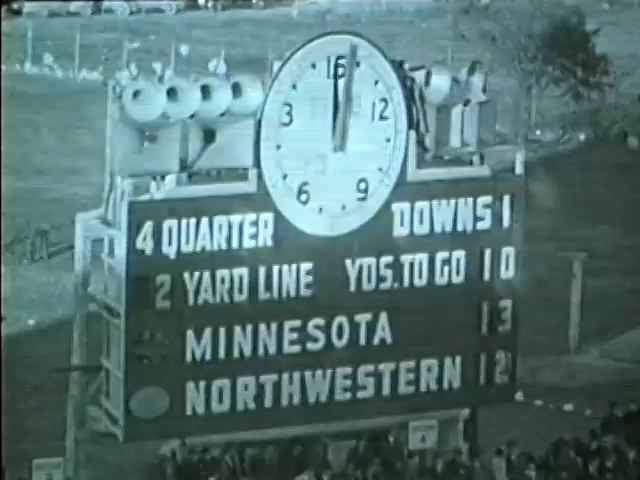 15
3 12
6 9
4 QUARTER DOWNS 1
2 YARD LINE YDS. TO GO 10
MINNESOTA 13
NORTHWESTERN 12